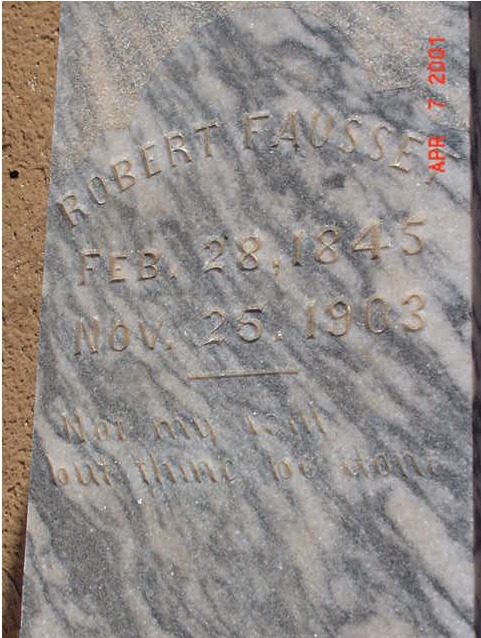 ROBERT FAUSSET
FEB. 28, 1845
NOV. 25, 1903
Not my will
but thine be done
APR 7 2001